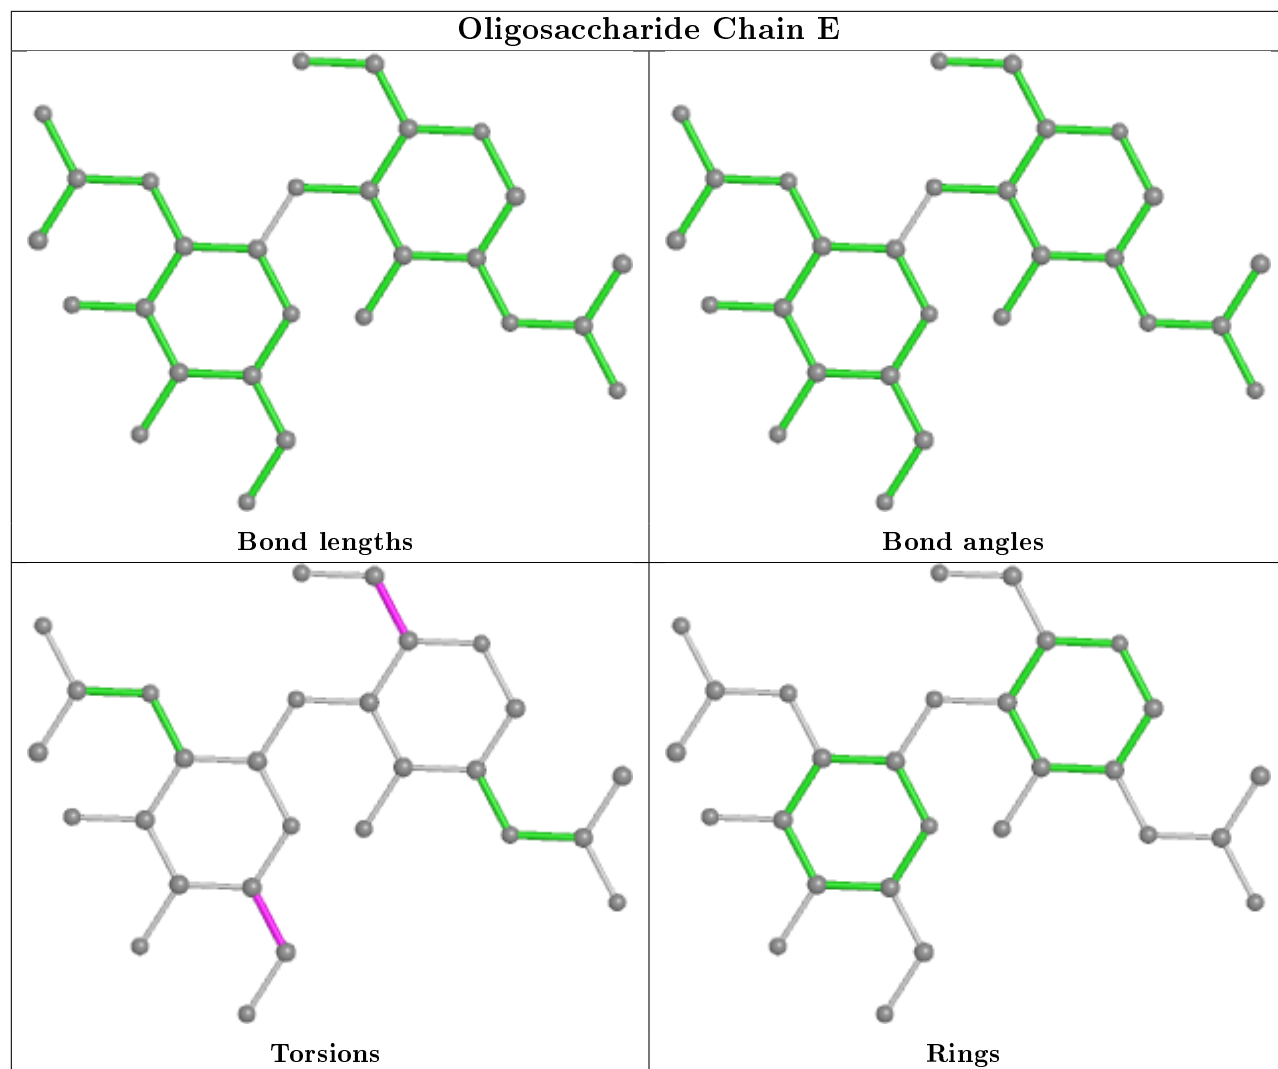 Oligosaccharide Chain E
Bond lengths
Bond angles
Torsions
Rings